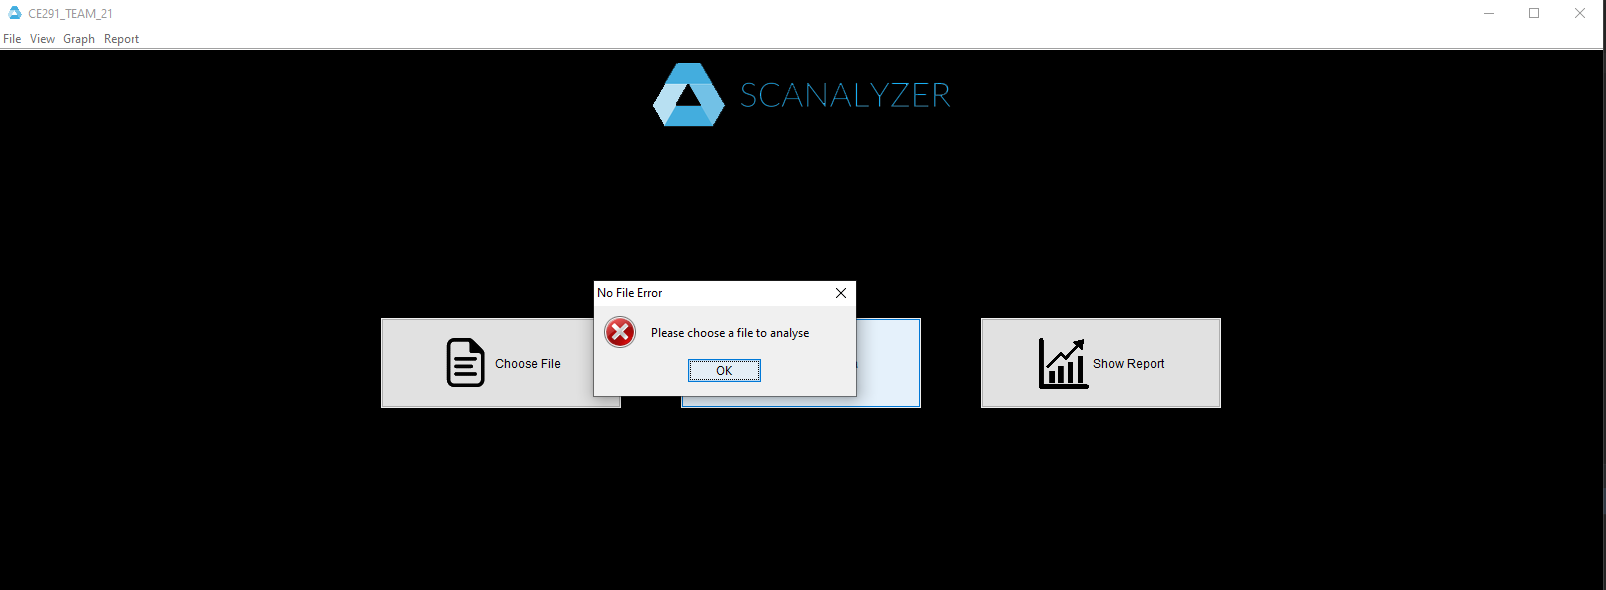 CE291_TEAM_21
File View Graph Report
SCANALYZER
No File Error
Please choose a file to analyse
OK
Choose File
Show Report